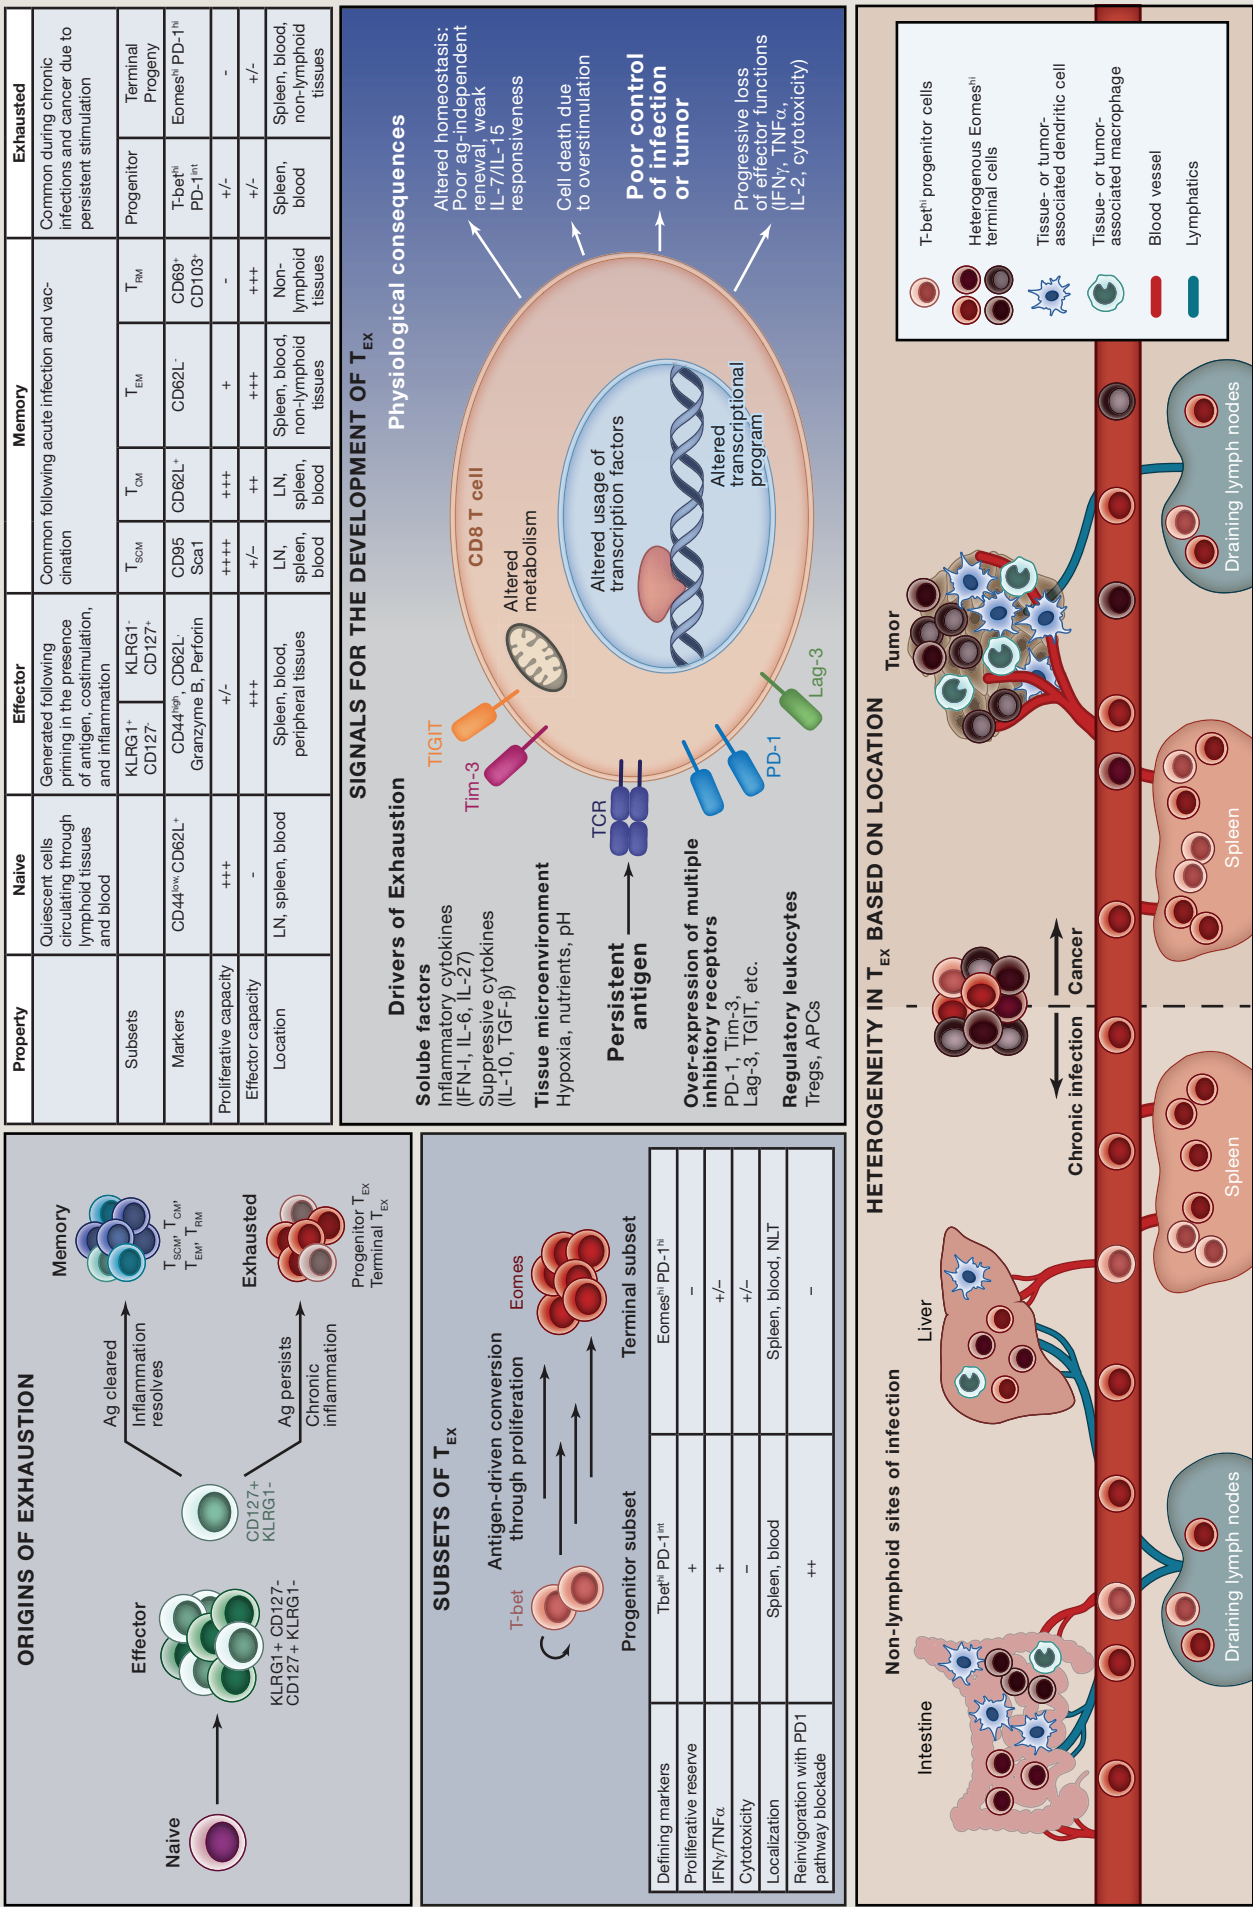 ORIGINS OF EXHAUSTION
Naive
Effector
KLRG1+ CD127-
CD127+ KLRG1-
CD127+
KLRG1-
Ag cleared
Inflammation
resolves
Ag persists
Chronic
inflammation
Memory
TSCM, TCM,
TEM, TRM
Exhausted
Progenitor TEX
Terminal TEX
Property
Naive
Effector
Memory
Exhausted
Quiescent cells
circulating through
lymphoid tissues
and blood
Generated following
priming in the presence
of antigen, costimulation,
and inflammation
Common following acute infection and vac-
cination
Common during chronic
infections and cancer due to
persistent stimulation
Subsets
KLRG1+
CD127-
KLRG1-
CD127+
TSCM
TCM
TEM
TRM
Progenitor
Terminal
Progeny
Markers
CD44low, CD62L+
CD44high, CD62L-
Granzyme B, Perforin
CD95
Sca1
CD62L+
CD62L-
CD69+
CD103+
T-bethi
PD-1int
Eomeshi PD-1hi
Proliferative capacity
+++
+/-
++++
+++
+
-
+/-
-
Effector capacity
-
+++
+/–
++
+++
+++
+/-
+/-
Location
LN, spleen, blood
Spleen, blood,
peripheral tissues
LN,
spleen,
blood
LN,
spleen,
blood
Spleen, blood,
non-lymphoid
tissues
Non-
lymphoid
tissues
Spleen,
blood
Spleen, blood,
non-lymphoid
tissues
SUBSETS OF TEX
T-bet
Antigen-driven conversion
through proliferation
Eomes
Progenitor subset
Terminal subset
Defining markers
Tbethi PD-1int
Eomeshi PD-1hi
Proliferative reserve
+
–
IFNγ/TNFα
+
+/–
Cytotoxicity
–
+/–
Localization
Spleen, blood
Spleen, blood, NLT
Reinvigoration with PD1
pathway blockade
++
–
SIGNALS FOR THE DEVELOPMENT OF TEX
Drivers of Exhaustion
Physiological consequences
Solube factors
Inflammatory cytokines
(IFN-I, IL-6, IL-27)
Suppressive cytokines
(IL-10, TGF-β)
Tissue microenvironment
Hypoxia, nutrients, pH
Persistent
antigen
Over-expression of multiple
inhibitory receptors
PD-1, Tim-3,
Lag-3, TGIT, etc.
Regulatory leukocytes
Tregs, APCs
TIGIT
Tim-3
TCR
PD-1
Lag-3
CD8 T cell
Altered
metabolism
Altered usage of
transcription factors
Altered
transcriptional
program
Altered homeostasis:
Poor ag-independent
renewal, weak
IL-7/IL-15
responsiveness
Cell death due
to overstimulation
Poor control
of infection
or tumor
Progressive loss
of effector functions
(IFNγ, TNFα,
IL-2, cytotoxicity)
HETEROGENEITY IN TEX BASED ON LOCATION
Non-lymphoid sites of infection
Intestine
Liver
Chronic infection
Cancer
Tumor
Draining lymph nodes
Spleen
Spleen
Draining lymph nodes
T-bethi progenitor cells
Heterogenous Eomeshi
terminal cells
Tissue- or tumor-
associated dendritic cell
Tissue- or tumor-
associated macrophage
Blood vessel
Lymphatics